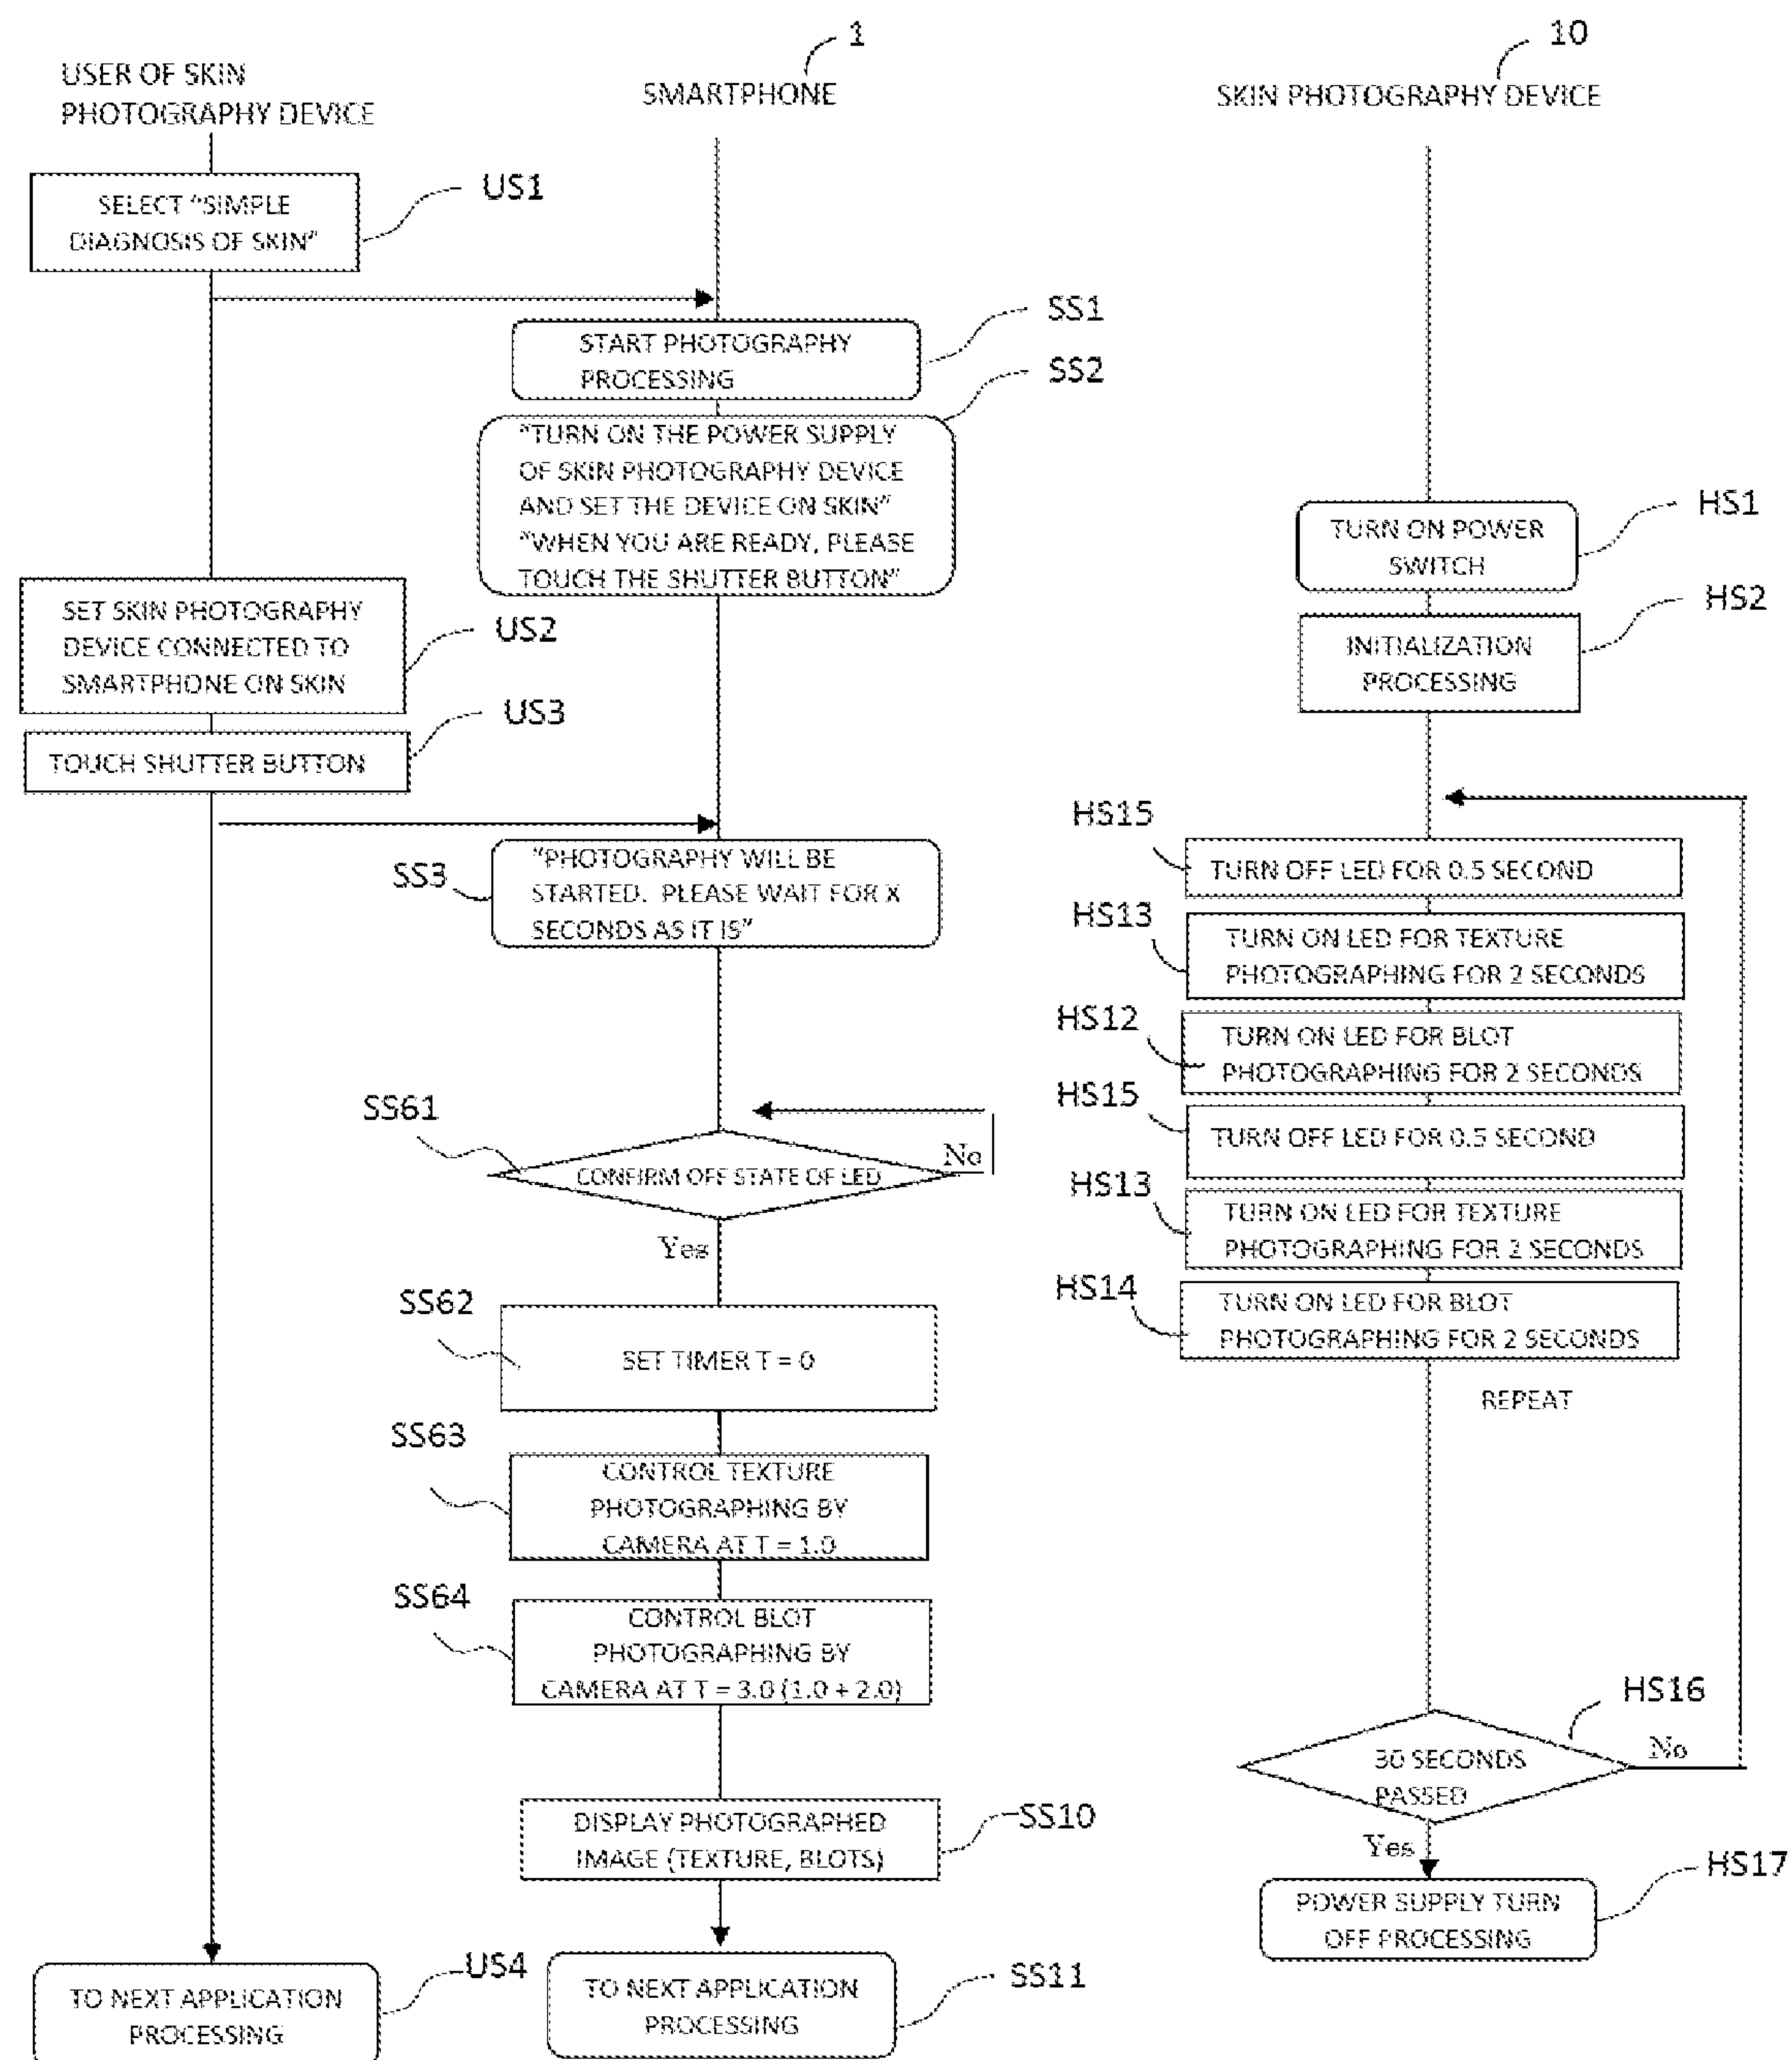 1
10
USER OF SKIN
PHOTOGRAPHY DEVICE
SMARTPHONE
SKIN PHOTOGRAPHY DEVICE
SELECT "SIMPLE
DIAGNOSIS OF SKIN"
US1
START PHOTOGRAPHY
PROCESSING
SS1
"TURN ON THE POWER SUPPLY
OF SKIN PHOTOGRAPHY DEVICE
AND SET THE DEVICE ON SKIN"
"WHEN YOU ARE READY, PLEASE
TOUCH THE SHUTTER BUTTON"
SS2
TURN ON POWER
SWITCH
HS1
INITIALIZATION
PROCESSING
HS2
SET SKIN PHOTOGRAPHY
DEVICE CONNECTED TO
SMARTPHONE ON SKIN
US2
TOUCH SHUTTER BUTTON
US3
SS3
"PHOTOGRAPHY WILL BE
STARTED. PLEASE WAIT FOR X
SECONDS AS IT IS"
HS15
TURN OFF LED FOR 0.5 SECOND
HS13
TURN ON LED FOR TEXTURE
PHOTOGRAPHING FOR 2 SECONDS
HS12
TURN ON LED FOR BLOT
PHOTOGRAPHING FOR 2 SECONDS
HS15
TURN OFF LED FOR 0.5 SECOND
HS13
TURN ON LED FOR TEXTURE
PHOTOGRAPHING FOR 2 SECONDS
HS14
TURN ON LED FOR BLOT
PHOTOGRAPHING FOR 2 SECONDS
REPEAT
SS61
CONFIRM OFF STATE OF LED
No
Yes
SS62
SET TIMER T = 0
SS63
CONTROL TEXTURE
PHOTOGRAPHING BY
CAMERA AT T = 1.0
SS64
CONTROL BLOT
PHOTOGRAPHING BY
CAMERA AT T = 3.0 (1.0 + 2.0)
HS16
30 SECONDS
PASSED
No
Yes
DISPLAY PHOTOGRAPHED
IMAGE (TEXTURE, BLOTS)
SS10
POWER SUPPLY TURN
OFF PROCESSING
HS17
TO NEXT APPLICATION
PROCESSING
US4
TO NEXT APPLICATION
PROCESSING
SS11